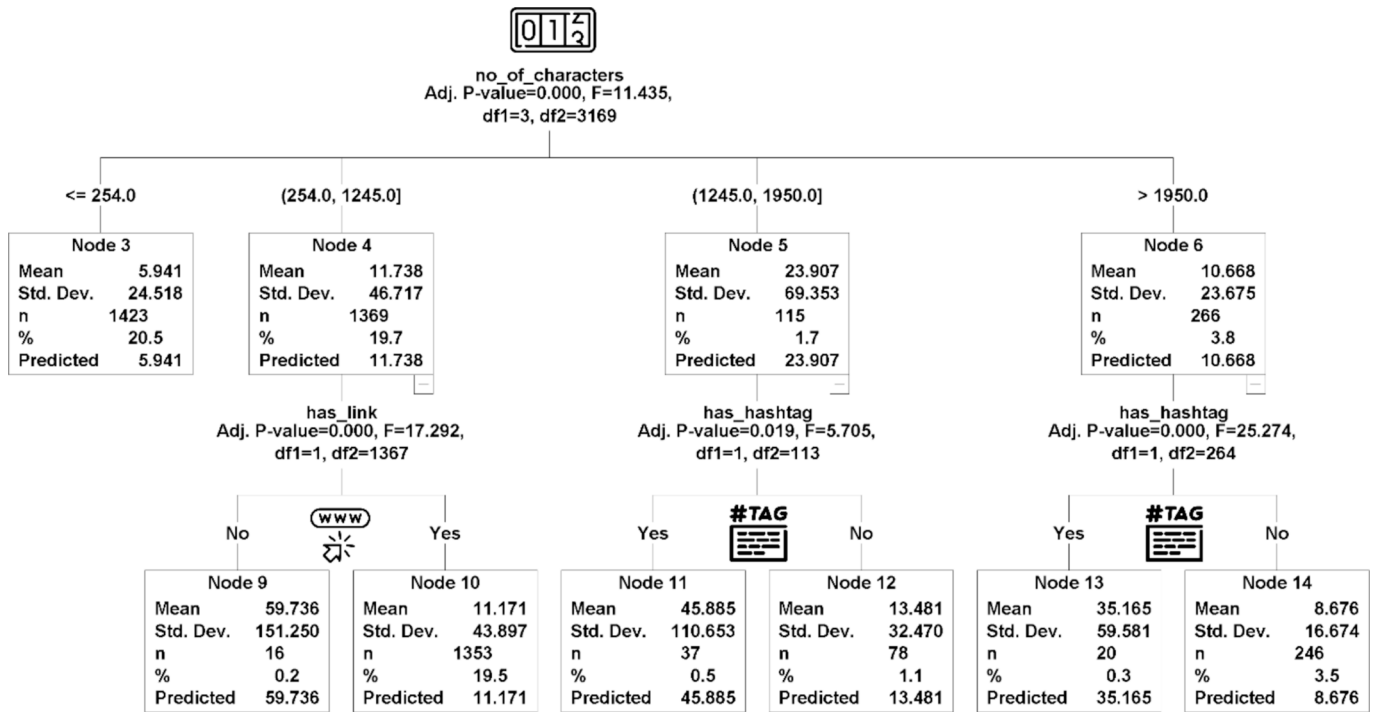 0 1 2 3
no_of_characters
Adj. P-value=0.000, F=11.435,
df1=3, df2=3169
<= 254.0
(254.0, 1245.0]
(1245.0, 1950.0]
> 1950.0
Node 3
Mean 5.941
Std. Dev. 24.518
n 1423
% 20.5
Predicted 5.941
Node 4
Mean 11.738
Std. Dev. 46.717
n 1369
% 19.7
Predicted 11.738
Node 5
Mean 23.907
Std. Dev. 69.353
n 115
% 1.7
Predicted 23.907
Node 6
Mean 10.668
Std. Dev. 23.675
n 266
% 3.8
Predicted 10.668
has_link
Adj. P-value=0.000, F=17.292,
df1=1, df2=1367
has_hashtag
Adj. P-value=0.019, F=5.705,
df1=1, df2=113
has_hashtag
Adj. P-value=0.000, F=25.274,
df1=1, df2=264
No
www
Yes
Yes
#TAG
No
Yes
#TAG
No
Node 9
Mean 59.736
Std. Dev. 151.250
n 16
% 0.2
Predicted 59.736
Node 10
Mean 11.171
Std. Dev. 43.897
n 1353
% 19.5
Predicted 11.171
Node 11
Mean 45.885
Std. Dev. 110.653
n 37
% 0.5
Predicted 45.885
Node 12
Mean 13.481
Std. Dev. 32.470
n 78
% 1.1
Predicted 13.481
Node 13
Mean 35.165
Std. Dev. 59.581
n 20
% 0.3
Predicted 35.165
Node 14
Mean 8.676
Std. Dev. 16.674
n 246
% 3.5
Predicted 8.676